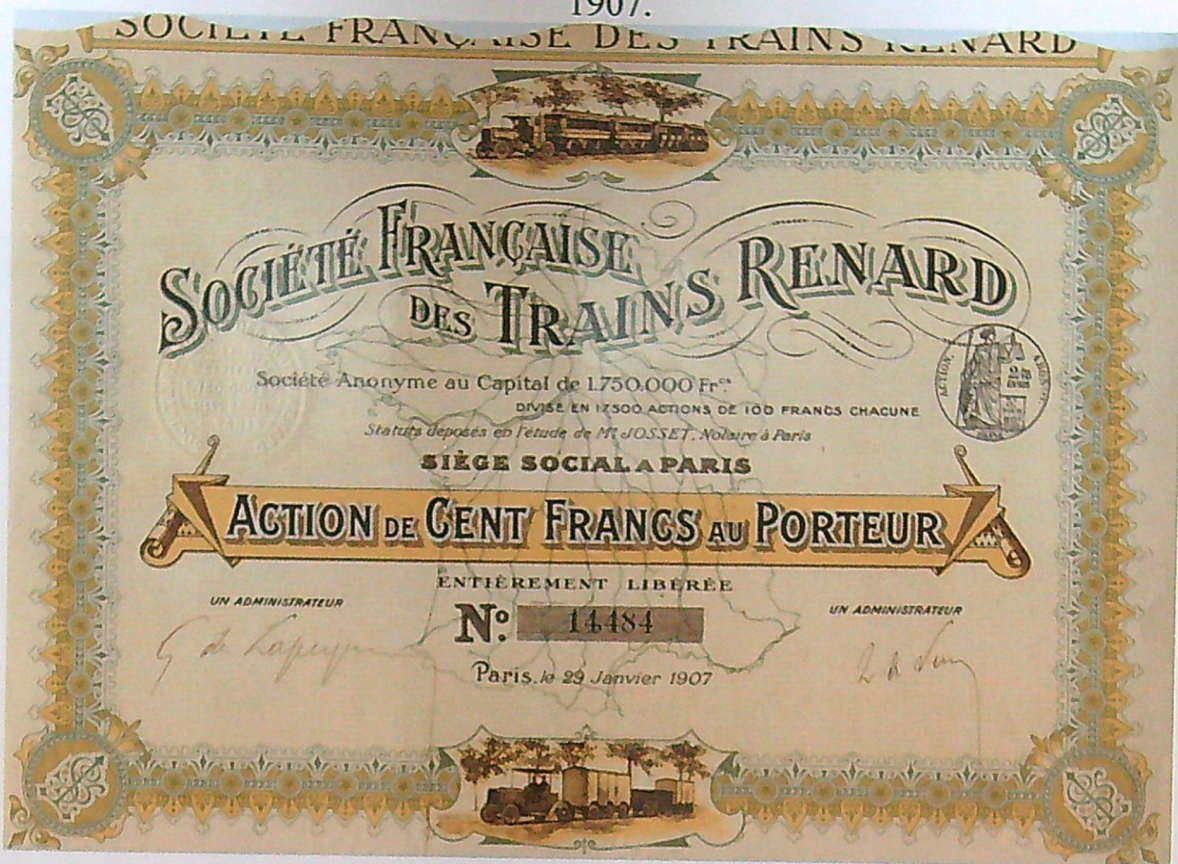 1907.
SOCIÉTÉ FRANÇAISE DES TRAINS RENARD
SOCIÉTÉ FRANÇAISE
DES TRAINS RENARD
Société Anonyme au Capital de 1.750.000 Frcs
DIVISÉ EN 17500 ACTIONS DE 100 FRANCS CHACUNE
Statuts déposés en l'étude de Me JOSSET, Notaire à Paris
SIÈGE SOCIAL A PARIS
ACTION
ACTION DE CENT FRANCS AU PORTEUR
ENTIÈREMENT LIBÉRÉE
UN ADMINISTRATEUR
No. 14484
UN ADMINISTRATEUR
Paris, le 29 Janvier 1907